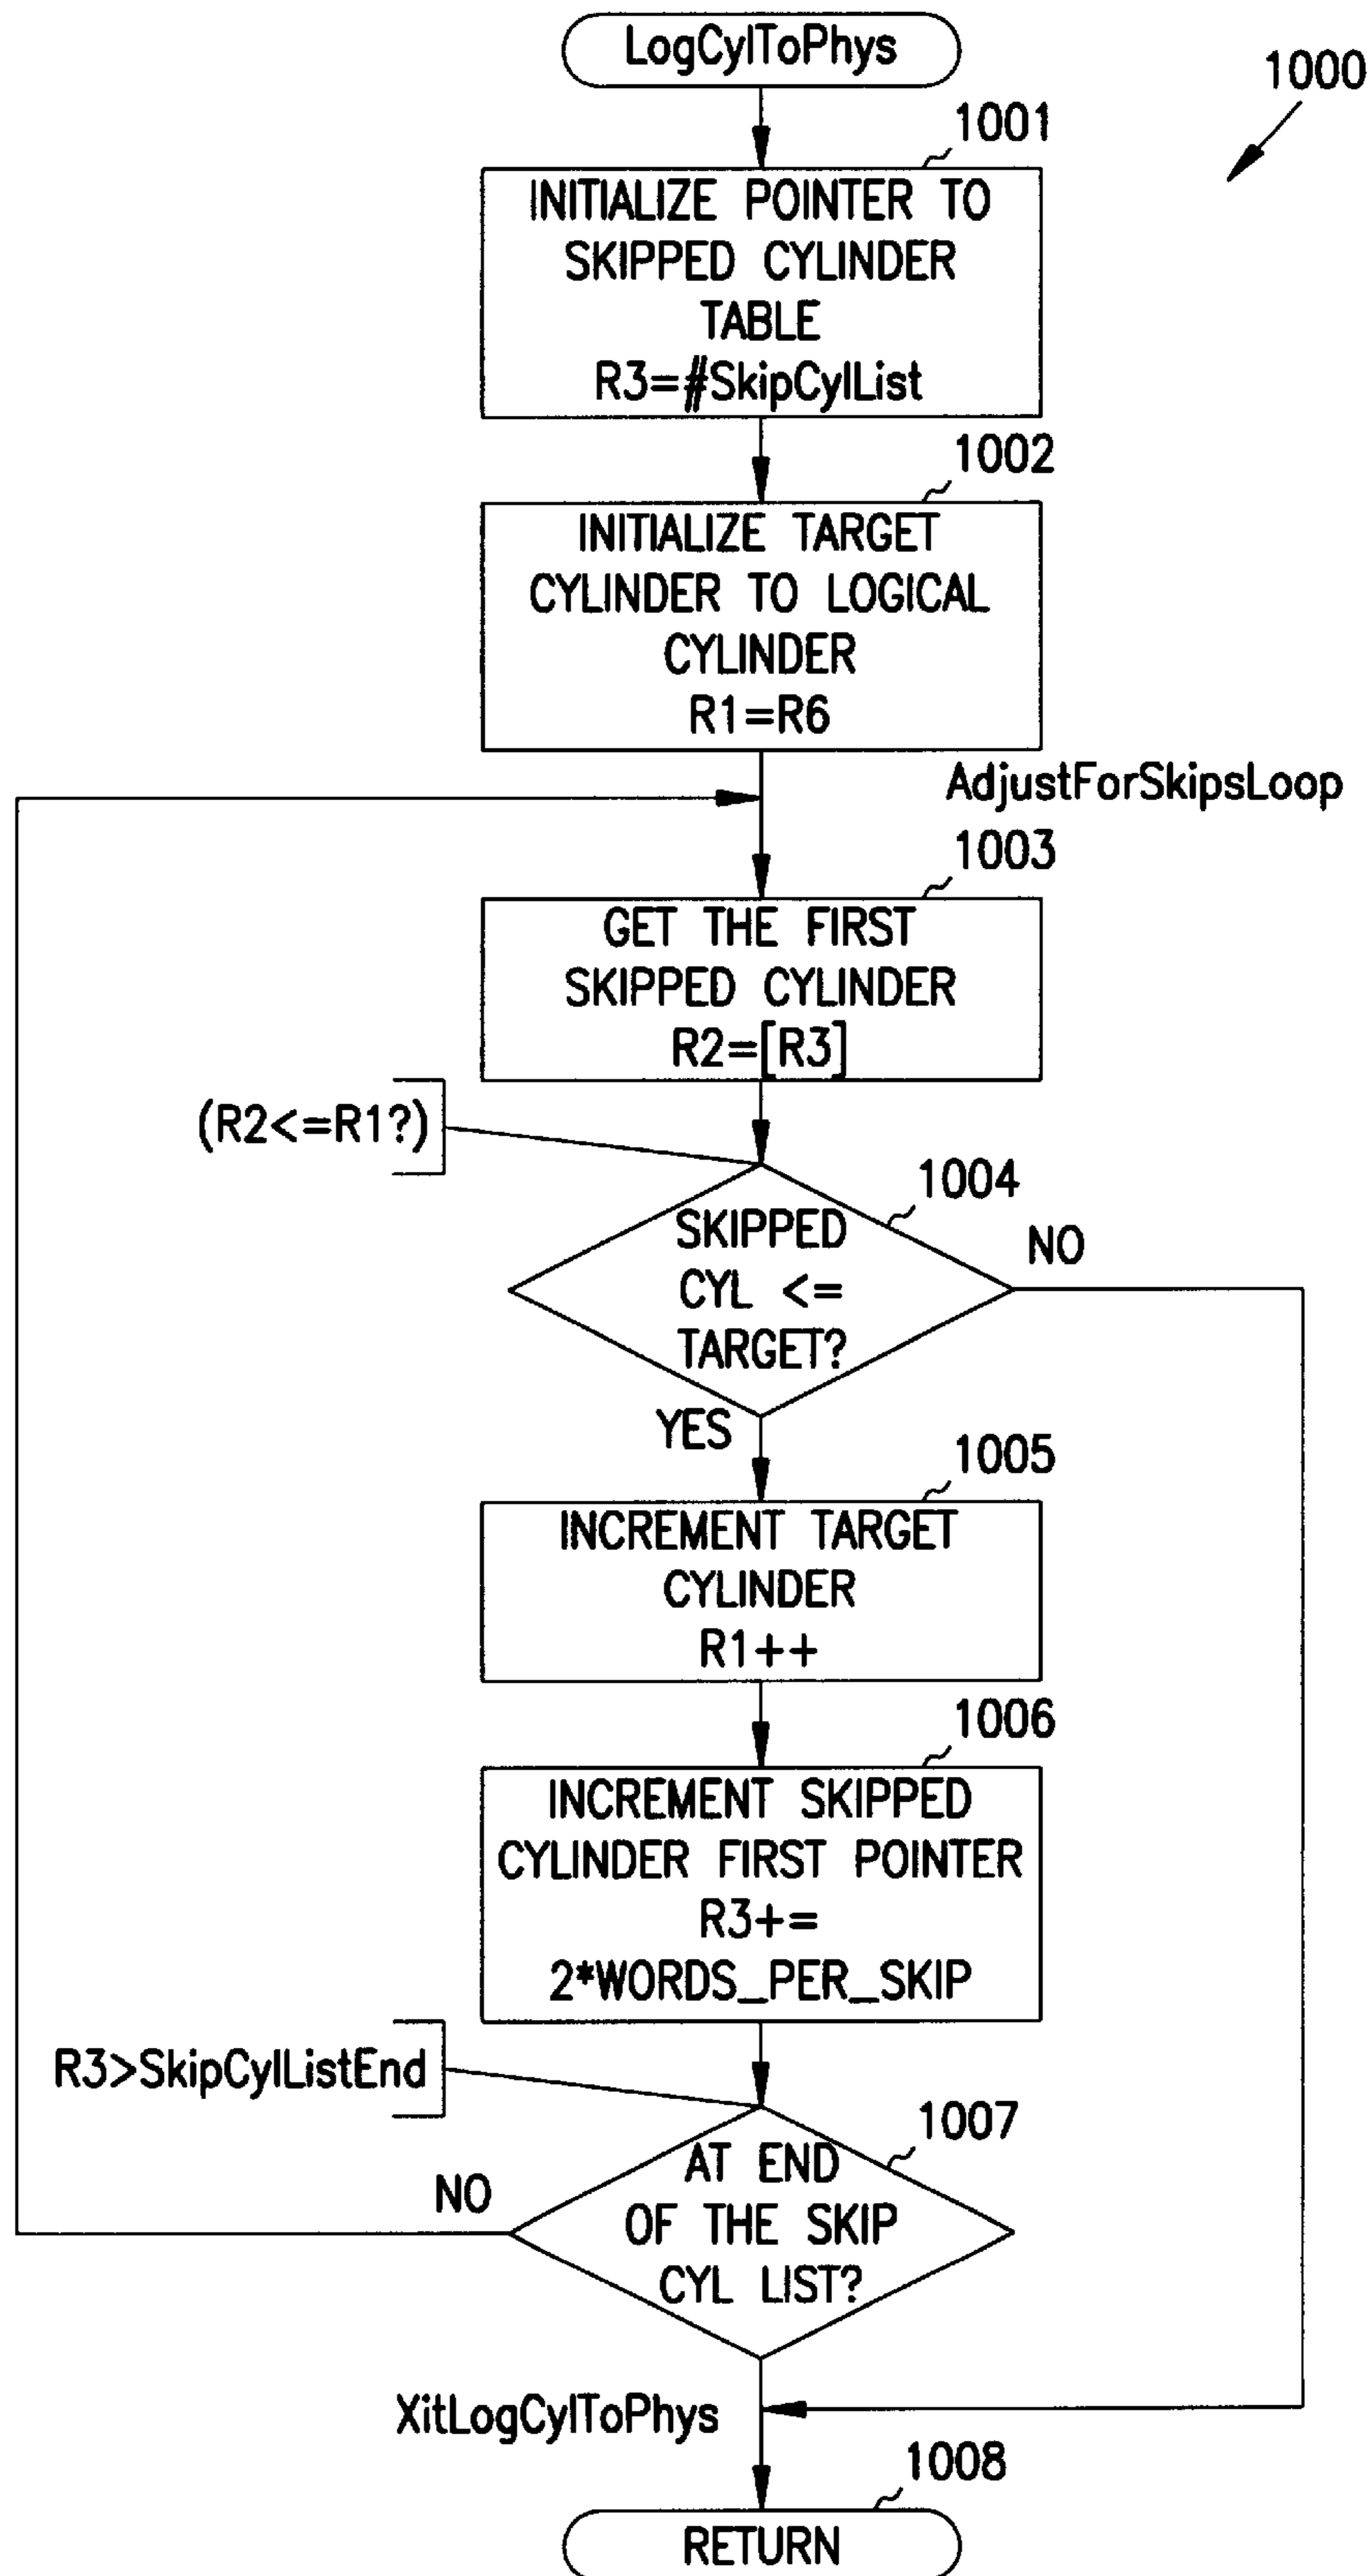 LogCylToPhys
1000
1001
INITIALIZE POINTER TO
SKIPPED CYLINDER
TABLE
R3=#SkipCylList
1002
INITIALIZE TARGET
CYLINDER TO LOGICAL
CYLINDER
R1=R6
AdjustForSkipsLoop
1003
GET THE FIRST
SKIPPED CYLINDER
R2=[R3]
(R2<=R1?)
1004
SKIPPED
CYL <=
TARGET?
NO
YES
1005
INCREMENT TARGET
CYLINDER
R1++
1006
INCREMENT SKIPPED
CYLINDER FIRST POINTER
R3+=
2*WORDS_PER_SKIP
R3>SkipCylListEnd
1007
AT END
OF THE SKIP
CYL LIST?
NO
XitLogCylToPhys
1008
RETURN